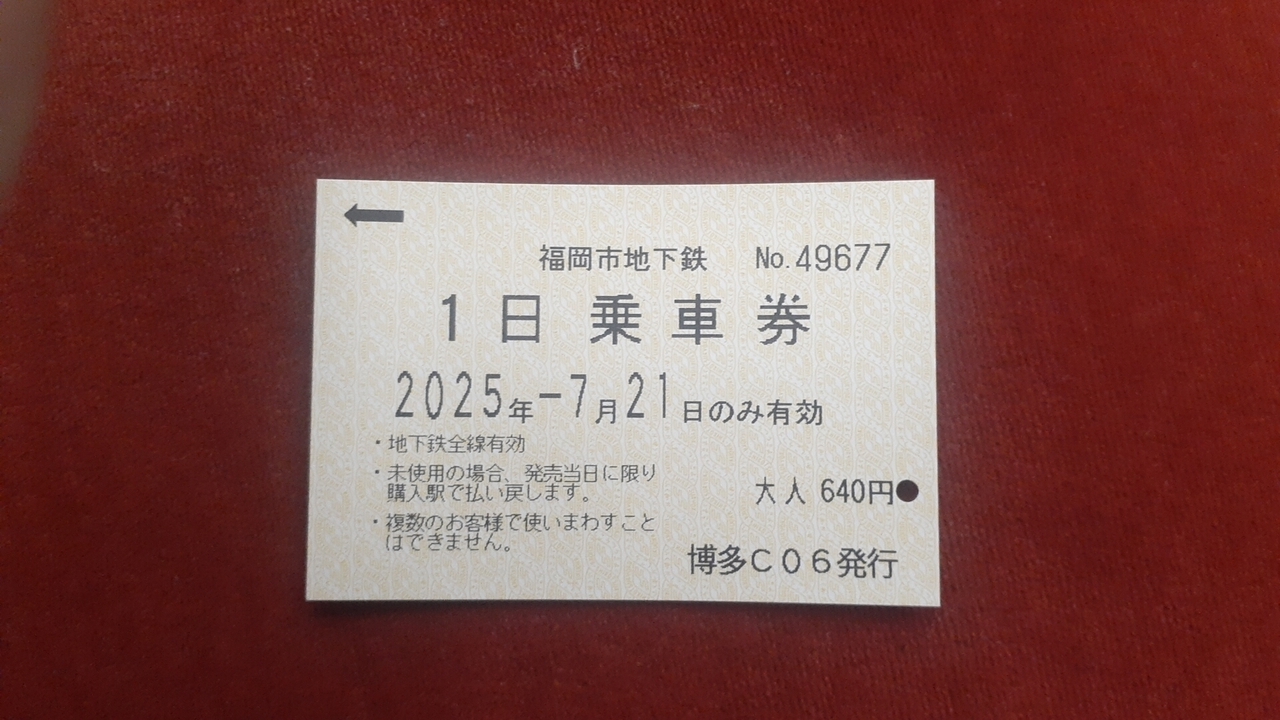 福岡市地下鉄 No.49677
1日乗車券
2025年-7月21日のみ有効
・地下鉄全線有効
・未使用の場合、発売当日に限り
購入駅で払い戻します。
・複数のお客様で使いまわすこと
はできません。
大人 640円
博多C06発行